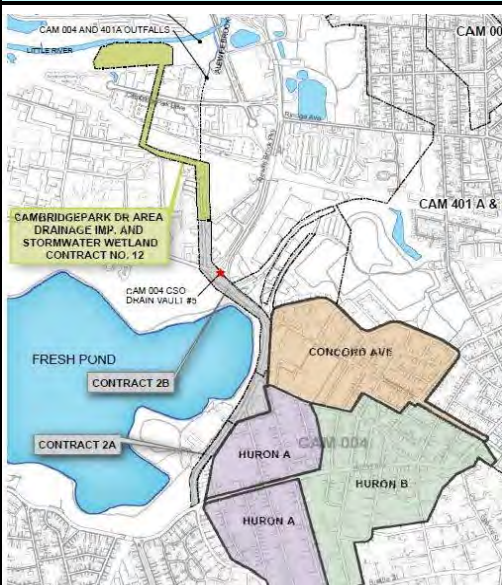 CAM 004 AND 401A OUTFALLS
LITTLE RIVER
ALEWIFE BROOK
CAM 00
Rindge Ave
CAM 401 A &
CAMBRIDGEPARK DR AREA
DRAINAGE IMP. AND
STORMWATER WETLAND
CONTRACT NO. 12
CAM 004 CSO
DRAIN VAULT #5
FRESH POND
CONTRACT 2B
CONCORD AVE
CONTRACT 2A
CAM 004
HURON A
HURON B
HURON A